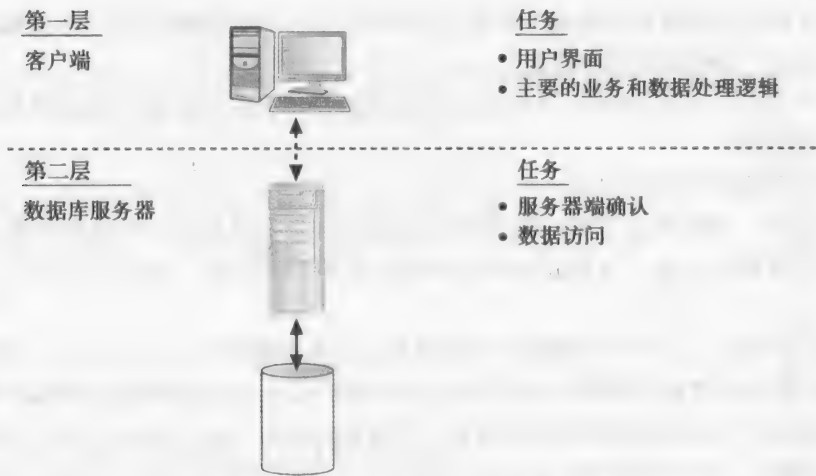 第一层
任务
客户端
• 用户界面
• 主要的业务和数据处理逻辑
第二层
任务
数据库服务器
• 服务器端确认
• 数据访问